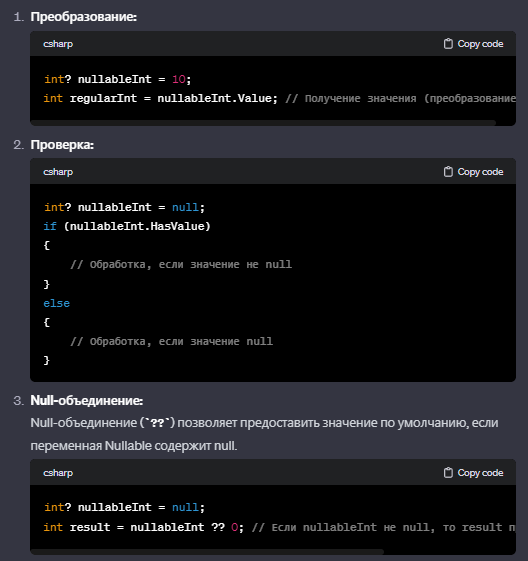 1. Преобразование:
csharp Copy code
int? nullableInt = 10;
int regularInt = nullableInt.Value; // Получение значения (преобразование
2. Проверка:
csharp Copy code
int? nullableInt = null;
if (nullableInt.HasValue)
{
// Обработка, если значение не null
}
else
{
// Обработка, если значение null
}
3. Null-объединение:
Null-объединение (`??`) позволяет предоставить значение по умолчанию, если
переменная Nullable содержит null.
csharp Copy code
int? nullableInt = null;
int result = nullableInt ?? 0; // Если nullableInt не null, то result